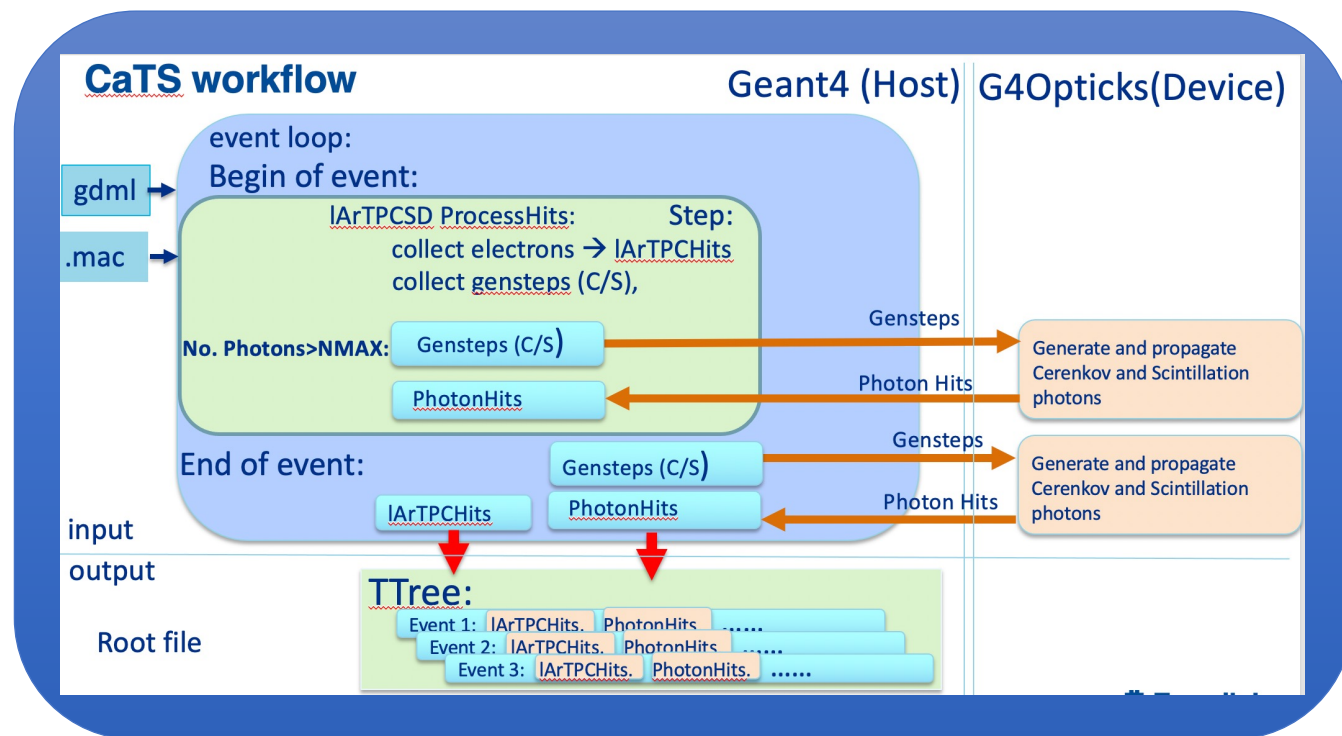 CaTS workflow
Geant4 (Host)
G4Opticks(Device)
event loop:
Begin of event:
gdml
.mac
lArTPCSD ProcessHits:
Step:
collect electrons → lArTPCHits
collect gensteps (C/S),
No. Photons>NMAX:
Gensteps (C/S)
Gensteps
Generate and propagate
Cerenkov and Scintillation
photons
PhotonHits
Photon Hits
End of event:
Gensteps (C/S)
Gensteps
Generate and propagate
Cerenkov and Scintillation
photons
lArTPCHits
PhotonHits
Photon Hits
input
output
Root file
TTree:
Event 1: lArTPCHits. PhotonHits ......
Event 2: lArTPCHits. PhotonHits ......
Event 3: lArTPCHits. PhotonHits. ......